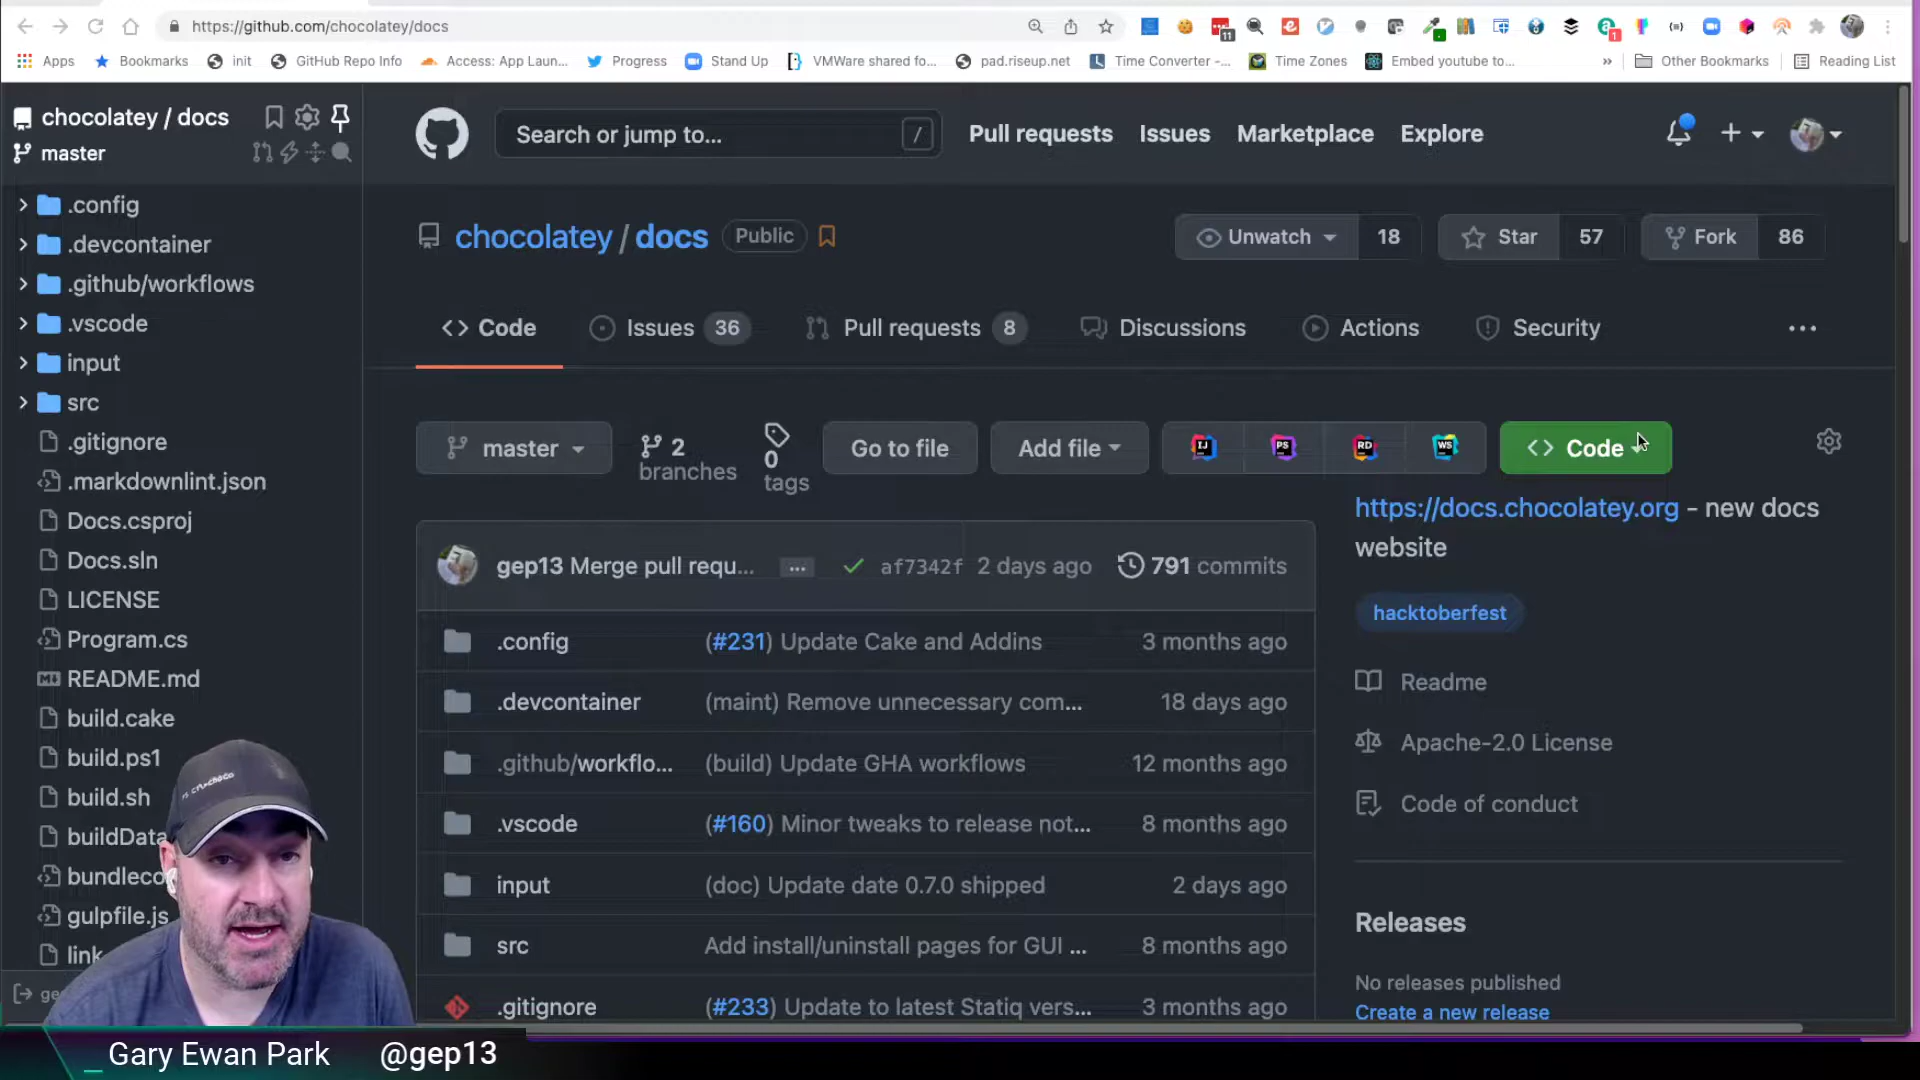 https://github.com/chocolatey/docs
11
1
Apps
Bookmarks
init
GitHub Repo Info
Access: App Laun...
Progress
Stand Up
VMWare shared fo...
pad.riseup.net
Time Converter -...
Time Zones
Embed youtube to...
»
Other Bookmarks
Reading List
chocolatey / docs
master
.config
.devcontainer
.github/workflows
.vscode
input
src
.gitignore
.markdownlint.json
Docs.csproj
Docs.sln
LICENSE
Program.cs
README.md
build.cake
build.ps1
build.sh
buildData
bundleco
gulpfile.js
link
ge
Search or jump to...
/
Pull requests
Issues
Marketplace
Explore
chocolatey / docs
Public
Unwatch
18
Star
57
Fork
86
Code
Issues 36
Pull requests 8
Discussions
Actions
Security
master
2 branches
0 tags
Go to file
Add file
IJ
PS
RD
WS
Code
https://docs.chocolatey.org - new docs
website
hacktoberfest
Readme
Apache-2.0 License
Code of conduct
Releases
No releases published
Create a new release
gep13 Merge pull requ... ... af7342f 2 days ago 791 commits
.config (#231) Update Cake and Addins 3 months ago
.devcontainer (maint) Remove unnecessary com... 18 days ago
.github/workflo... (build) Update GHA workflows 12 months ago
.vscode (#160) Minor tweaks to release not... 8 months ago
input (doc) Update date 0.7.0 shipped 2 days ago
src Add install/uninstall pages for GUI ... 8 months ago
.gitignore (#233) Update to latest Statiq vers... 3 months ago
_ Gary Ewan Park @gep13